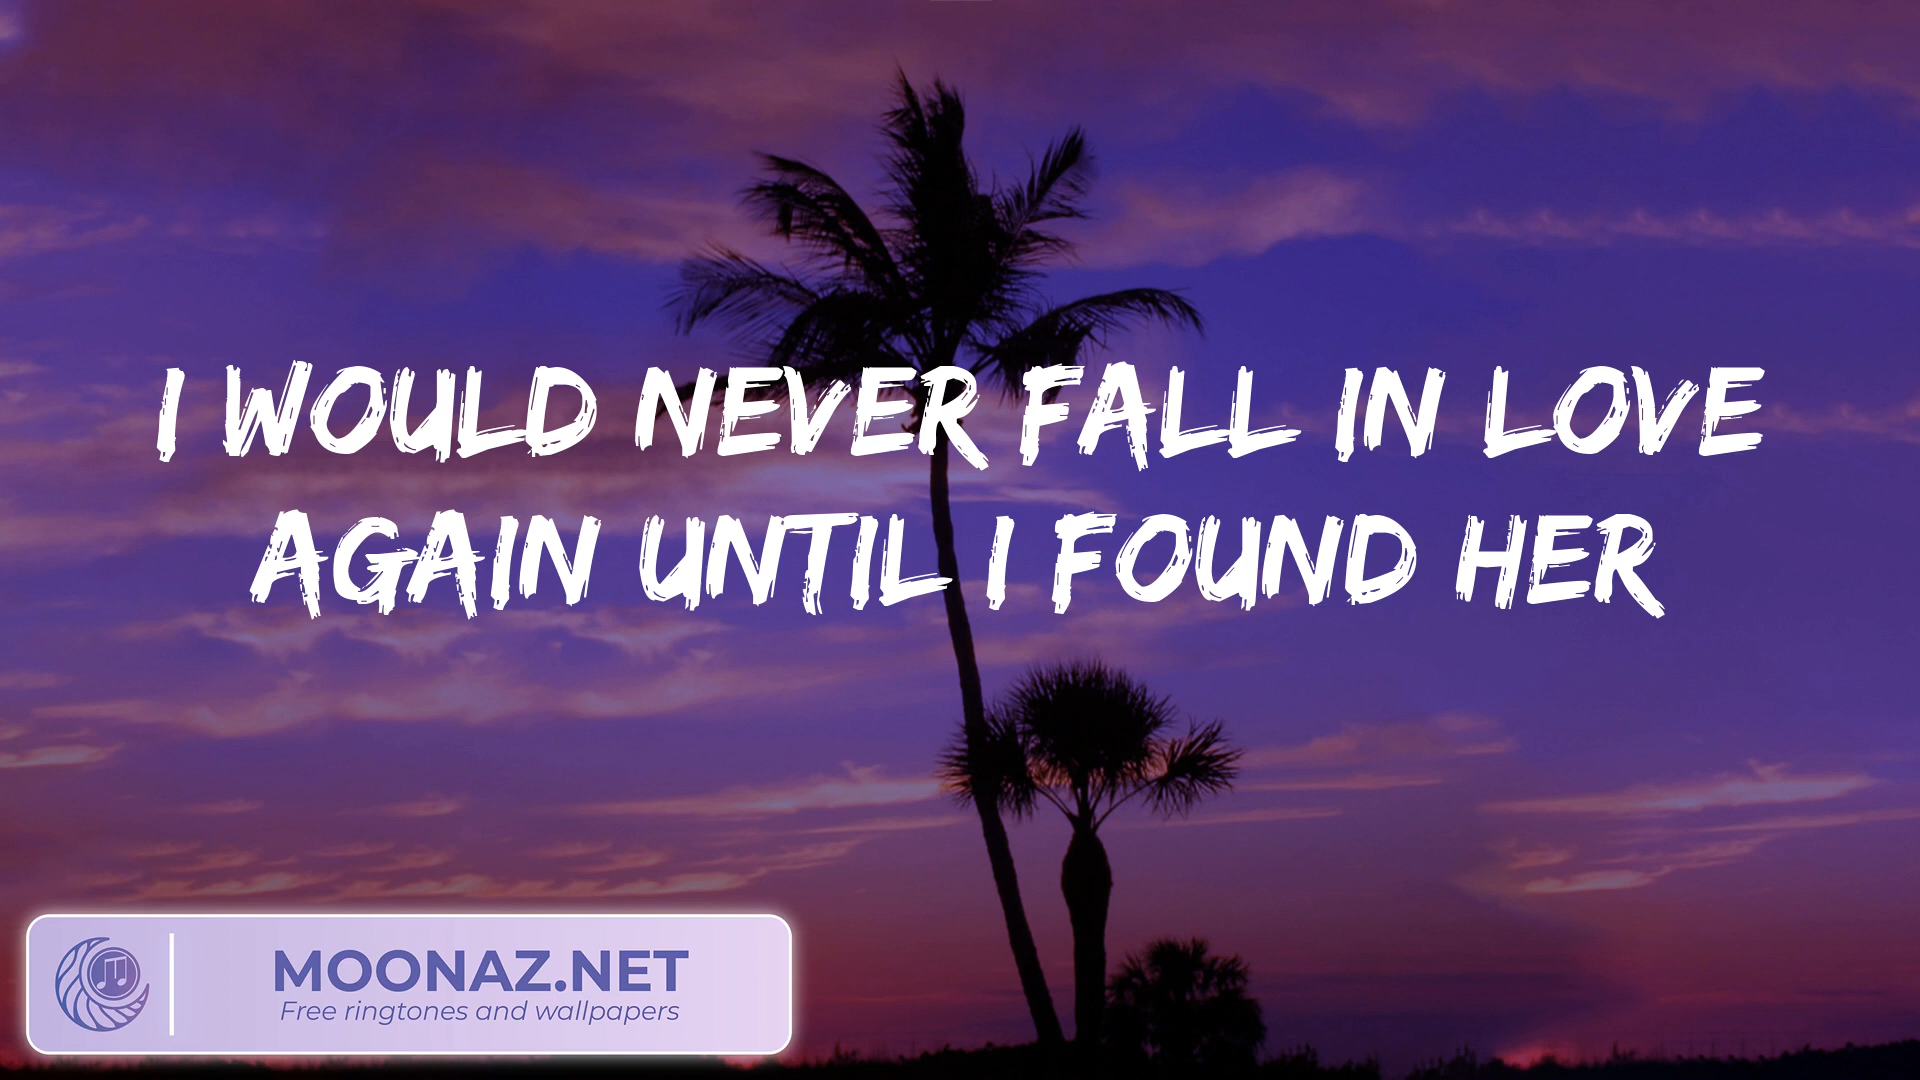 I WOULD NEVER FALL IN LOVE
AGAIN UNTIL I FOUND HER
MOONAZ.NET
Free ringtones and wallpapers